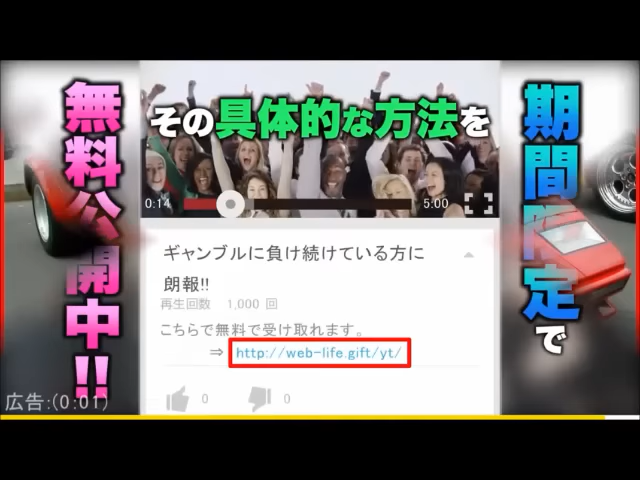 期間限定で
その具体的な方法を
無料公開中!!
0:14
5:00
ギャンブルに負け続けている方に
朗報!!
再生回数 1,000 回
こちらで無料で受け取れます。
⇒ http://web-life.gift/yt/
0
0
広告:(0:01)